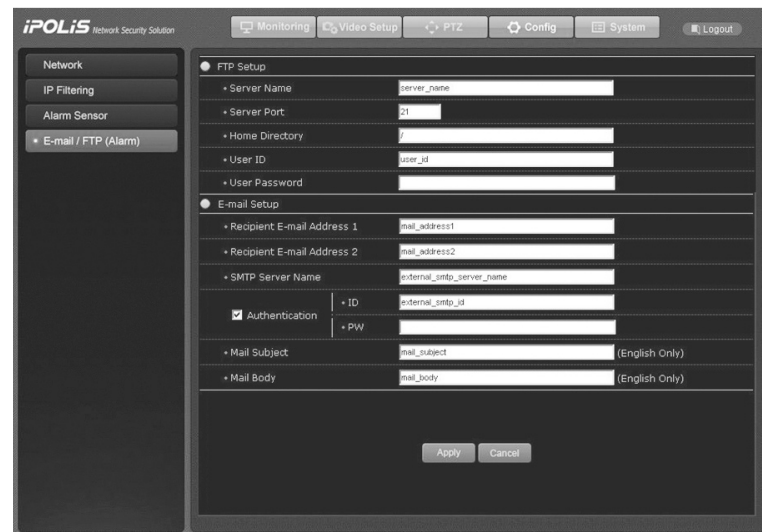 iPOLiS Network Security Solution
Monitoring Video Setup PTZ Config System Logout
Network
IP Filtering
Alarm Sensor
E-mail / FTP (Alarm)
FTP Setup
Server Name server_name
Server Port 21
Home Directory /
User ID user_id
User Password
E-mail Setup
Recipient E-mail Address 1 mail_address1
Recipient E-mail Address 2 mail_address2
SMTP Server Name external_smtp_server_name
Authentication
ID external_smtp_id
PW
Mail Subject mail_subject (English Only)
Mail Body mail_body (English Only)
Apply Cancel